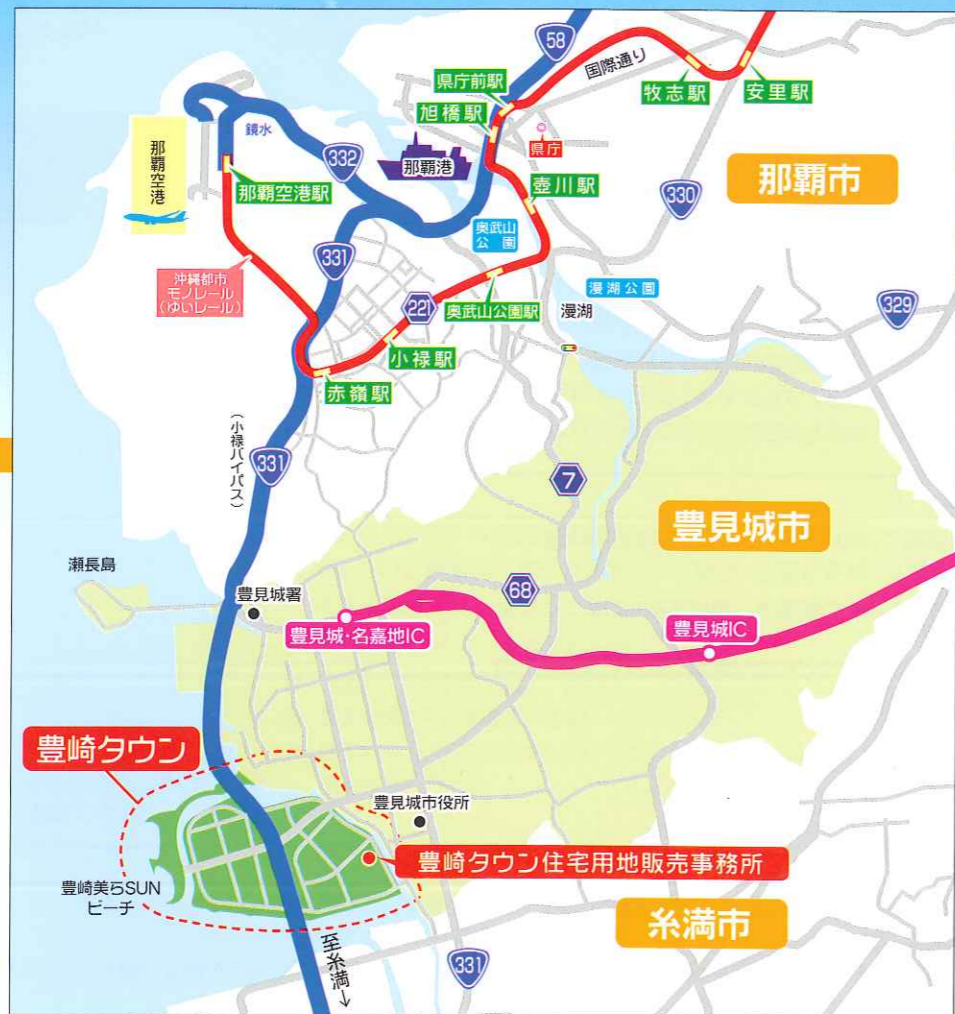 58
国際通り
県庁前駅
牧志駅
安里駅
旭橋駅
鏡水
332
那覇港
県庁
那覇市
那覇空港
那覇空港駅
壺川駅
330
奥武山
公園
331
沖縄都市
モノレール
(ゆいレール)
漫湖公園
221
奥武山公園駅
漫湖
329
小禄駅
赤嶺駅
(小禄バイパス)
331
7
豊見城市
瀬長島
豊見城署
68
豊見城・名嘉地IC
豊見城IC
豊崎タウン
豊見城市役所
豊崎タウン住宅用地販売事務所
豊崎美らSUN
ビーチ
糸満市
至糸満→
331